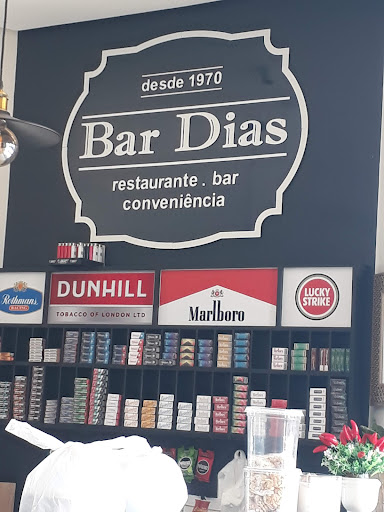 desde 1970
Bar Dias
restaurante . bar
conveniência
Rothmans
DUNHILL
TOBACCO OF LONDON LTD
Marlboro
LUCKY
STRIKE